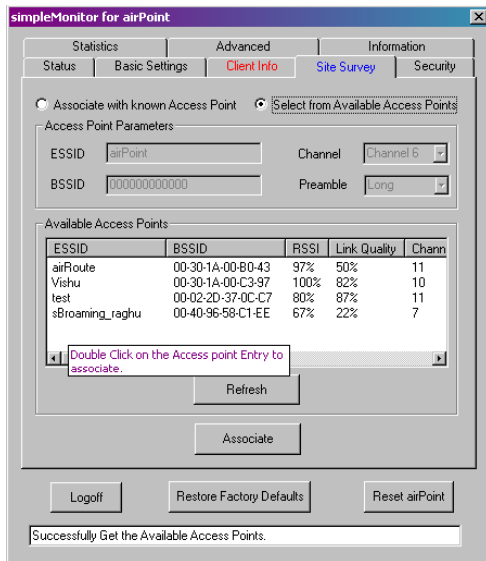 simpleMonitor for airPoint
Statistics Advanced Information
Status Basic Settings Client Info Site Survey Security
Associate with known Access Point Select from Available Access Points
Access Point Parameters
ESSID airPoint Channel Channel 6
BSSID 000000000000 Preamble Long
Available Access Points
ESSID BSSID RSSI Link Quality Chann
airRoute 00-30-1A-00-B0-43 97% 50% 11
Vishu 00-30-1A-00-C3-97 100% 82% 10
test 00-02-2D-37-0C-C7 80% 87% 11
sBroaming_raghu 00-40-96-58-C1-EE 67% 22% 7
Double Click on the Access point Entry to
associate.
Refresh
Associate
Logoff Restore Factory Defaults Reset airPoint
Successfully Get the Available Access Points.